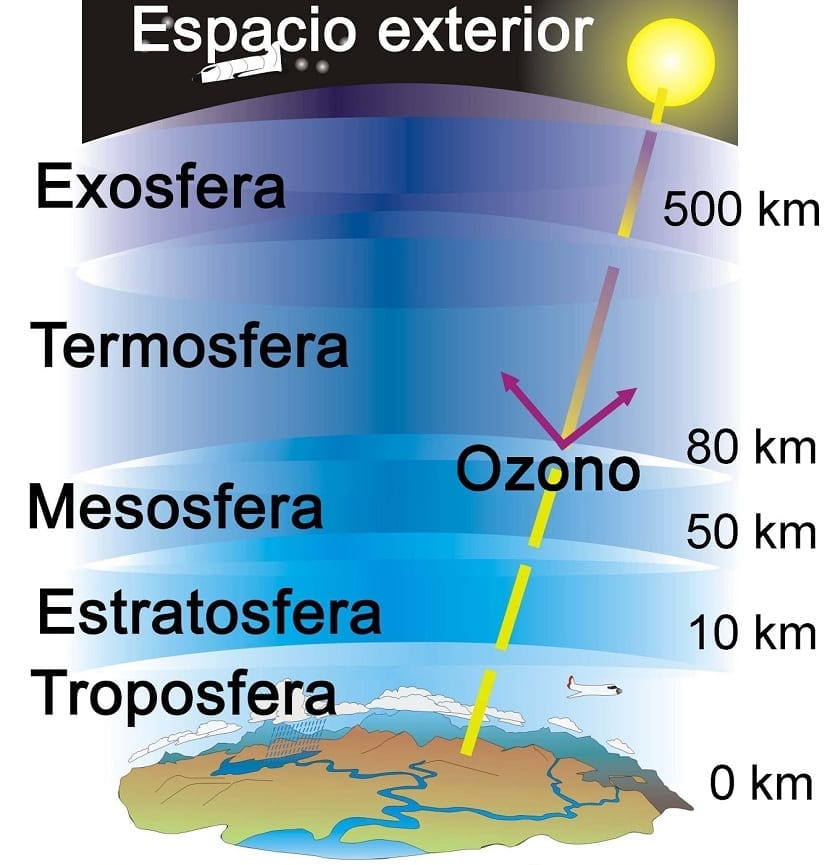 Espacio exterior
Exosfera
500 km
Termosfera
80 km
Ozono
Mesosfera
50 km
Estratosfera
10 km
Troposfera
0 km